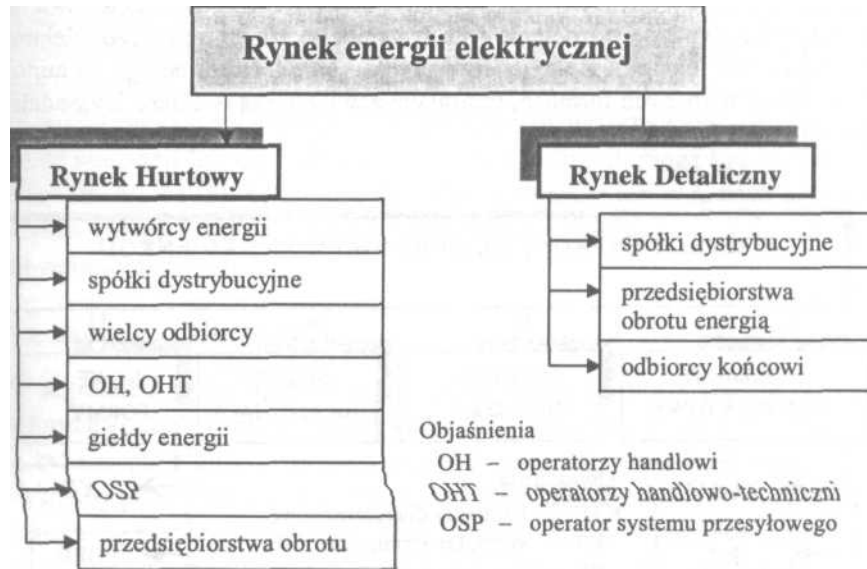 Rynek energii elektrycznej
Rynek Hurtowy
wytwórcy energii
spółki dystrybucyjne
wielcy odbiorcy
OH, OHT
giełdy energii
OSP
przedsiębiorstwa obrotu
Rynek Detaliczny
spółki dystrybucyjne
przedsiębiorstwa
obrotu energią
odbiorcy końcowi
Objaśnienia
OH – operatorzy handlowi
OHT – operatorzy handlowo-techniczni
OSP – operator systemu przesyłowego